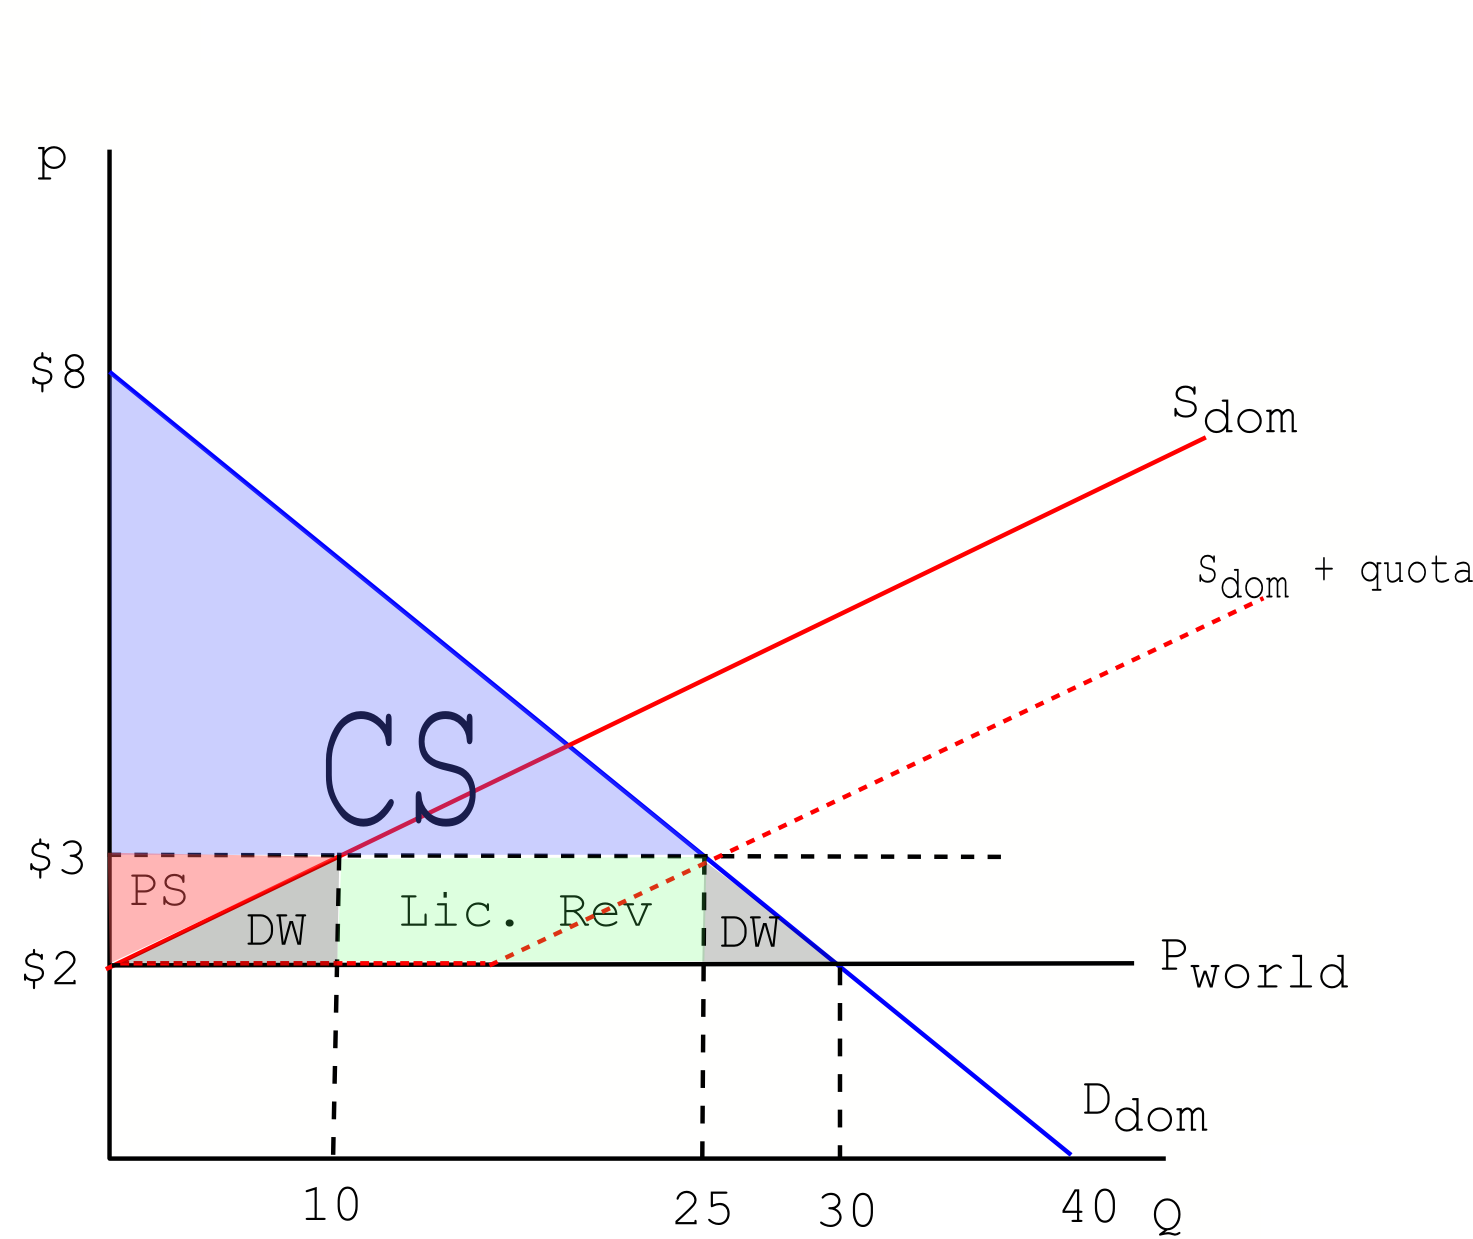 p
$8
Sdom
Sdom + quota
CS
$3
PS
DW
Lic. Rev
DW
$2
Pworld
Ddom
10
25
30
40
Q